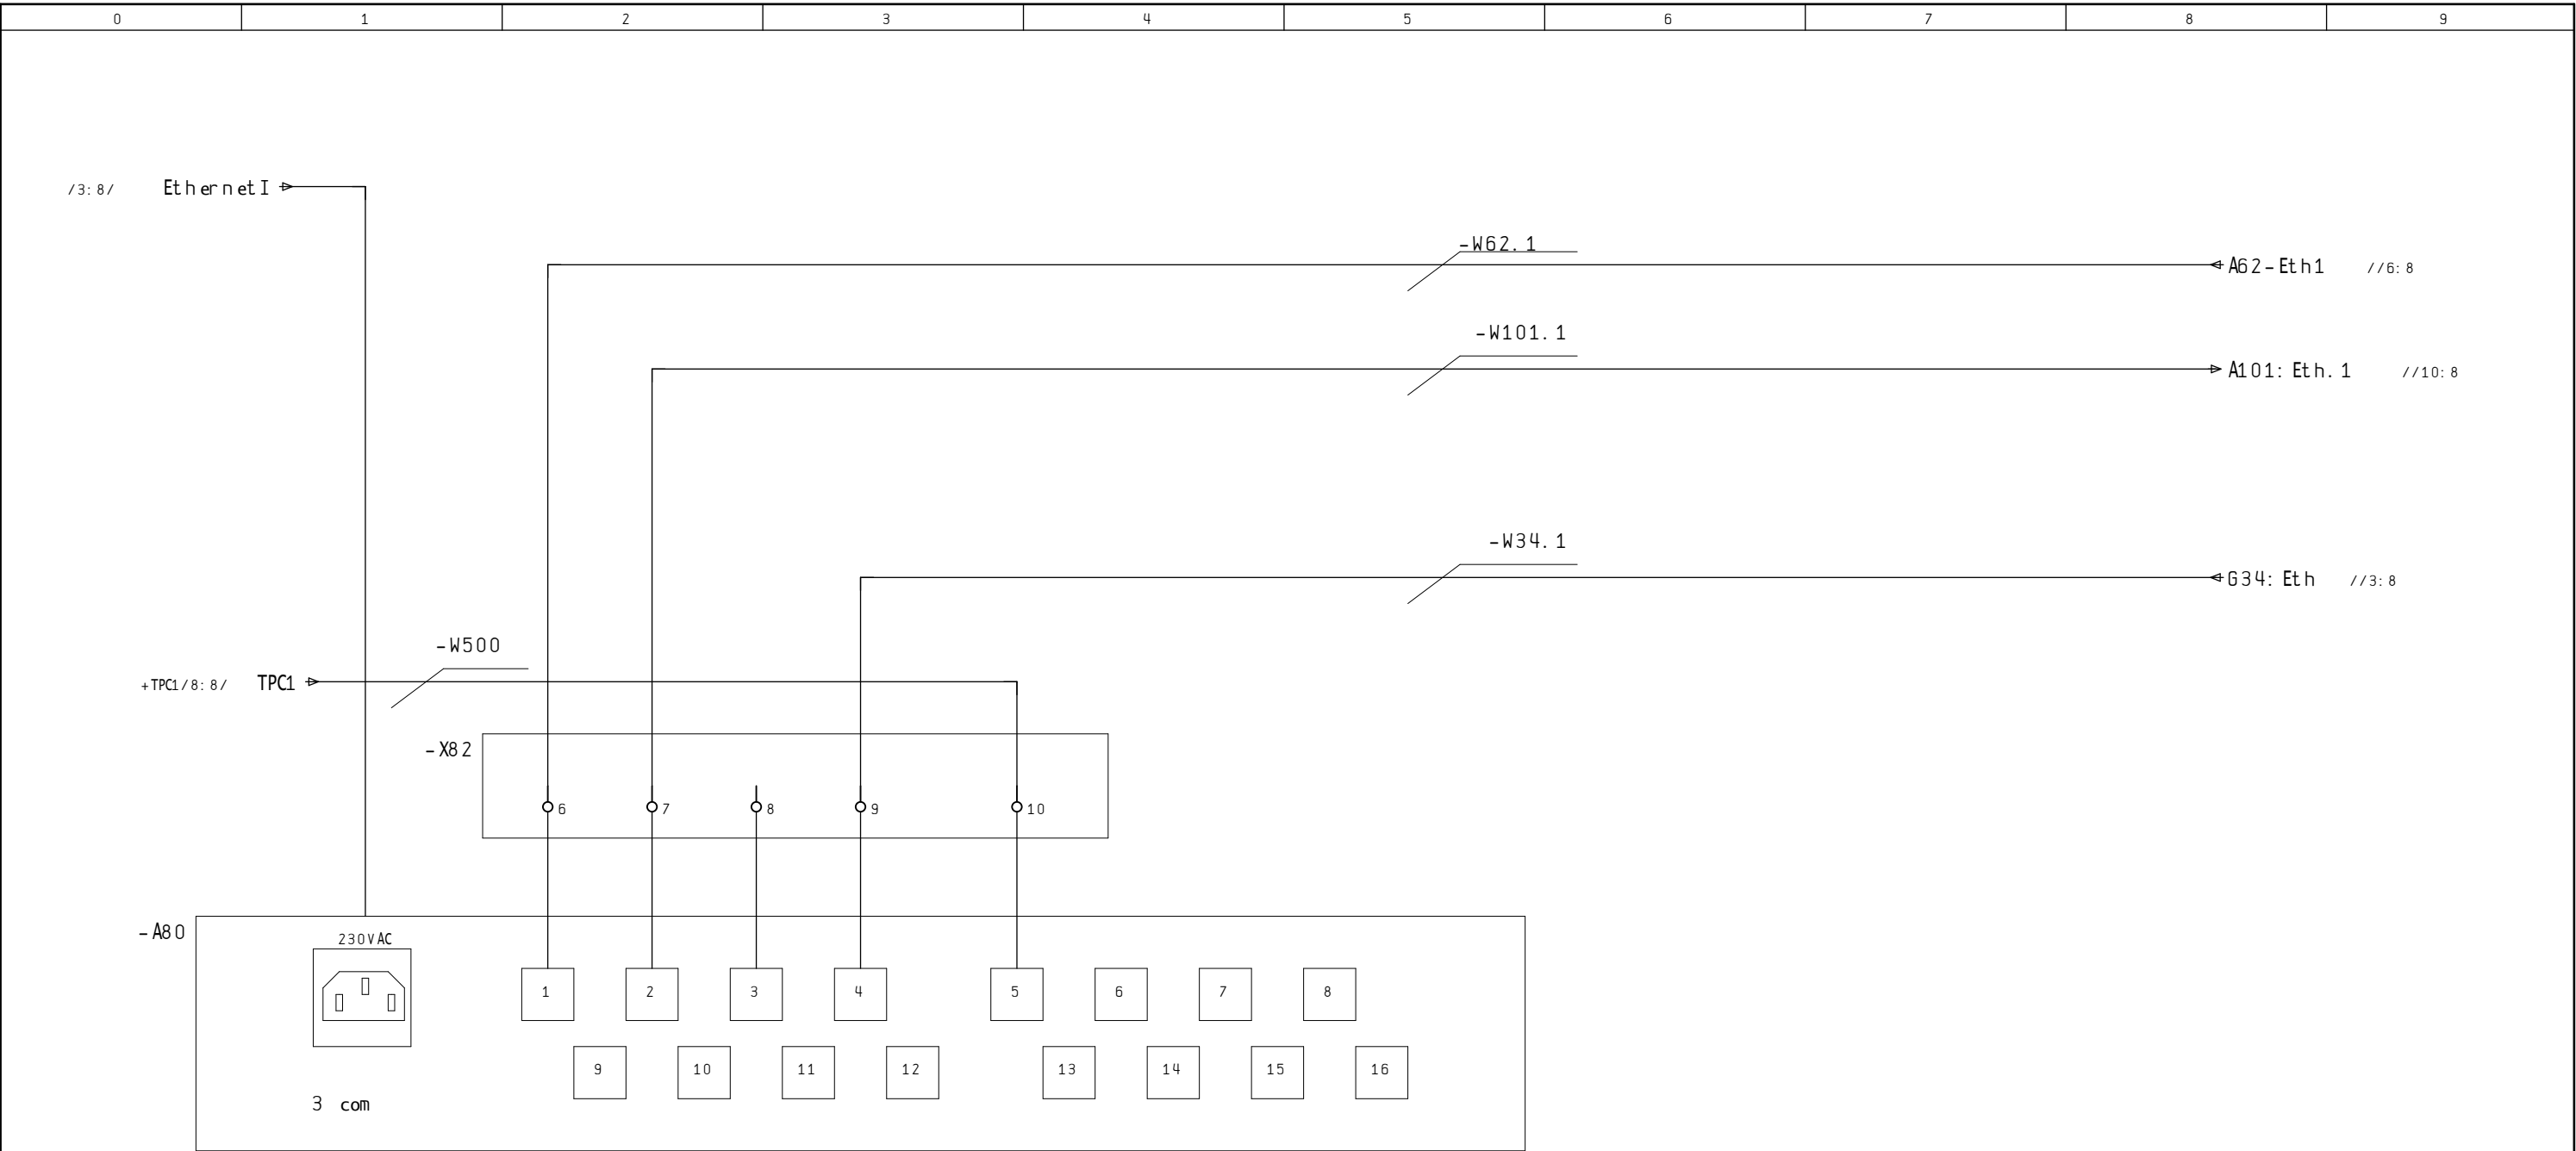 0 1 2 3 4 5 6 7 8 9
/3:8/ EthernetI
-W62.1
A62-Eth1 //6:8
-W101.1
A101:Eth.1 //10:8
-W34.1
G34:Eth //3:8
-W500
+TPC1/8:8/ TPC1
-X82
6 7 8 9 10
-A80
230VAC
1 2 3 4 5 6 7 8
9 10 11 12 13 14 15 16
3 com